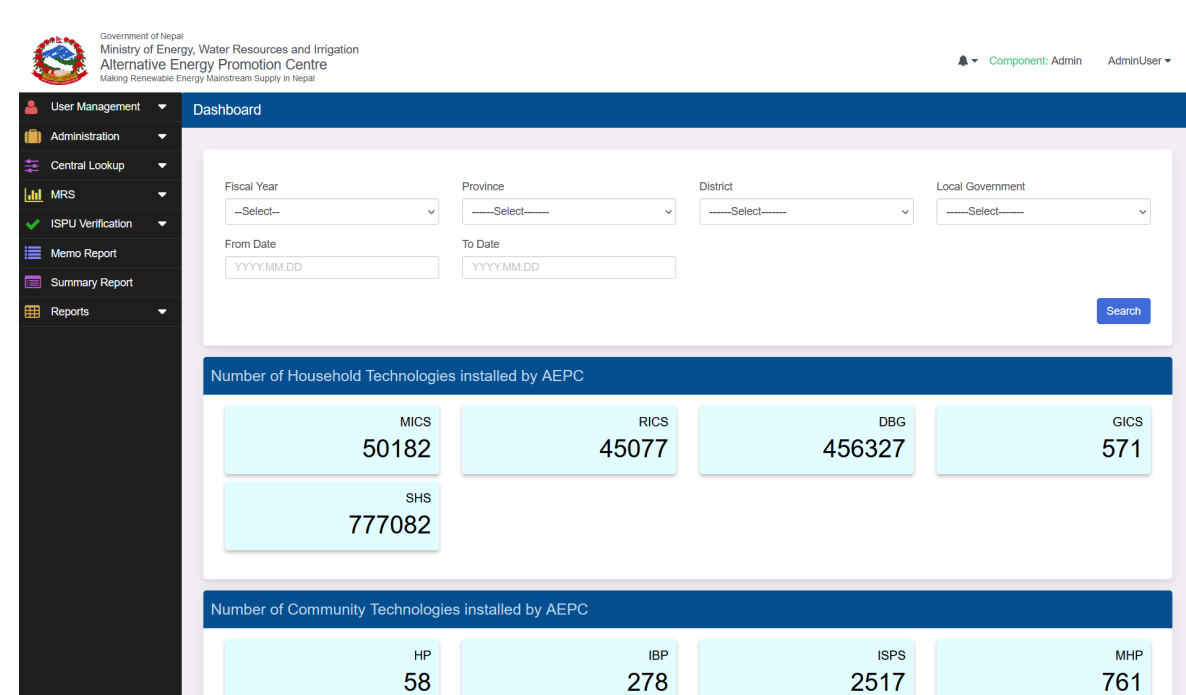 Government of Nepal
Ministry of Energy, Water Resources and Irrigation
Alternative Energy Promotion Centre
Making Renewable Energy Mainstream Supply in Nepal
Component: Admin
AdminUser
User Management
Administration
Central Lookup
MRS
ISPU Verification
Memo Report
Summary Report
Reports
Dashboard
Fiscal Year
Province
District
Local Government
--Select--
------Select-------
------Select-------
------Select-------
From Date
To Date
YYYY.MM.DD
YYYY.MM.DD
Search
Number of Household Technologies installed by AEPC
MICS
50182
RICS
45077
DBG
456327
GICS
571
SHS
777082
Number of Community Technologies installed by AEPC
HP
58
IBP
278
ISPS
2517
MHP
761